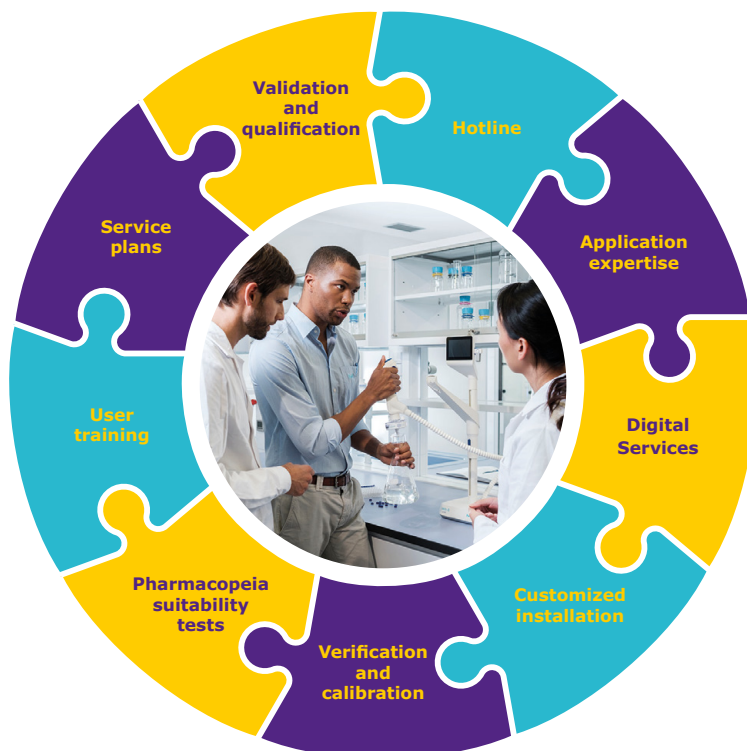 Validation
and
qualification
Hotline
Application
expertise
Digital
Services
Customized
installation
Verification
and
calibration
Pharmacopeia
suitability
tests
User
training
Service
plans